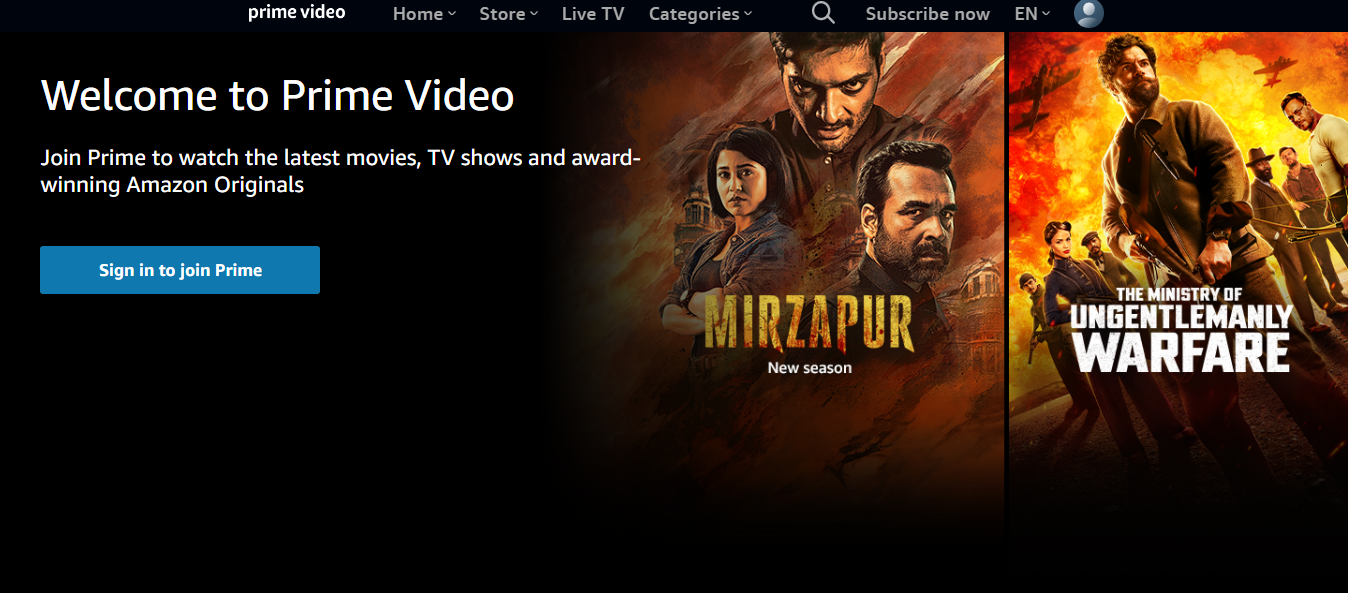 prime video
Home
Store
Live TV
Categories
Subscribe now
EN
Welcome to Prime Video
Join Prime to watch the latest movies, TV shows and award-
winning Amazon Originals
Sign in to join Prime
MIRZAPUR
New season
THE MINISTRY OF
UNGENTLEMANLY
WARFARE